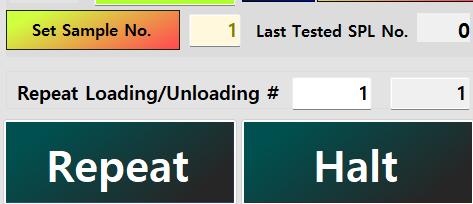 Set Sample No. 1 Last Tested SPL No. 0
Repeat Loading/Unloading # 1 1
Repeat Halt